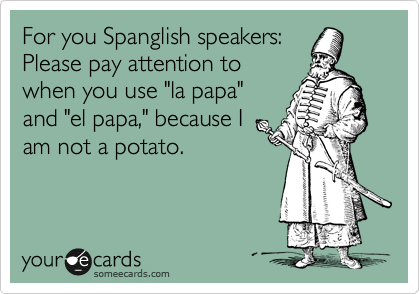 For you Spanglish speakers:
Please pay attention to
when you use "la papa"
and "el papa," because I
am not a potato.
your e cards
someecards.com